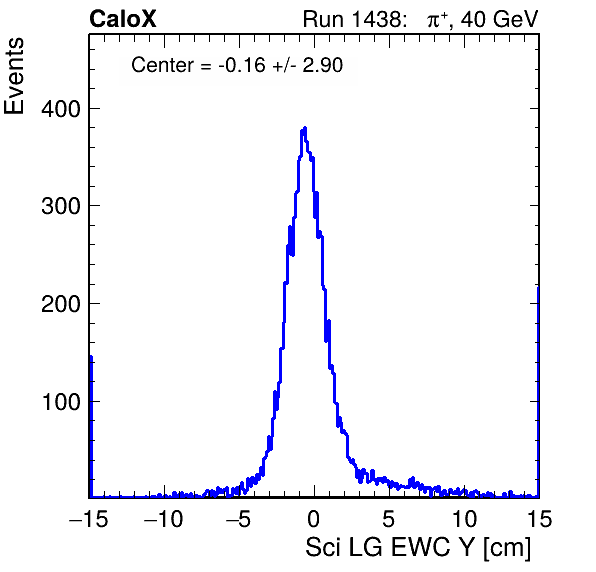 CaloX
Run 1438: π⁺, 40 GeV
Events
Center = -0.16 +/- 2.90
400
300
200
100
−15 −10 −5 0 5 10 15
Sci LG EWC Y [cm]